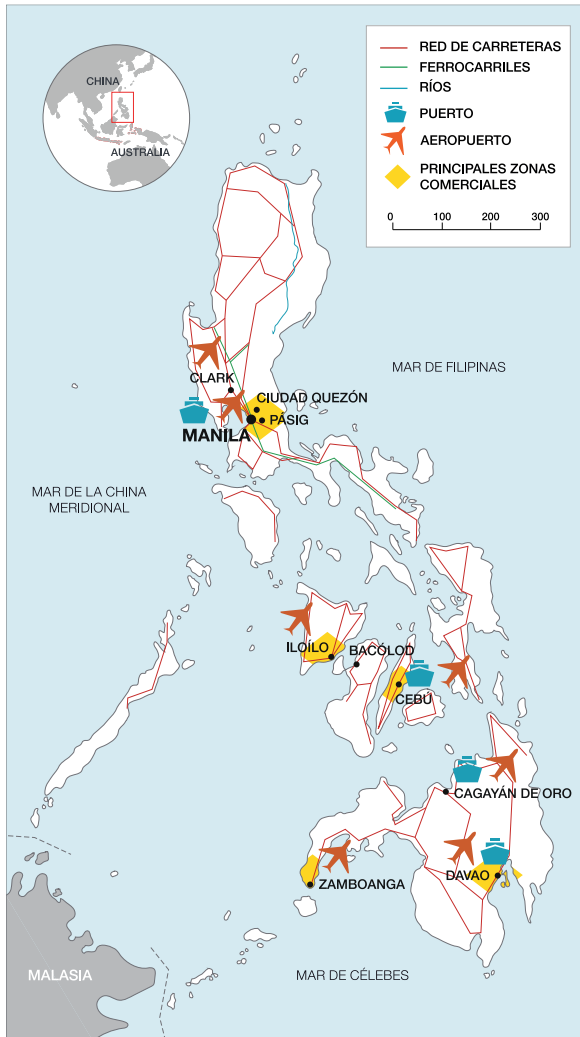 CHINA
AUSTRALIA
RED DE CARRETERAS
FERROCARRILES
RÍOS
PUERTO
AEROPUERTO
PRINCIPALES ZONAS
COMERCIALES
0 100 200 300
MAR DE FILIPINAS
CLARK
CIUDAD QUEZÓN
PÁSIG
MANILA
MAR DE LA CHINA
MERIDIONAL
ILOÍLO
BACÓLOD
CEBÚ
CAGAYÁN DE ORO
DAVAO
ZAMBOANGA
MALASIA
MAR DE CÉLEBES